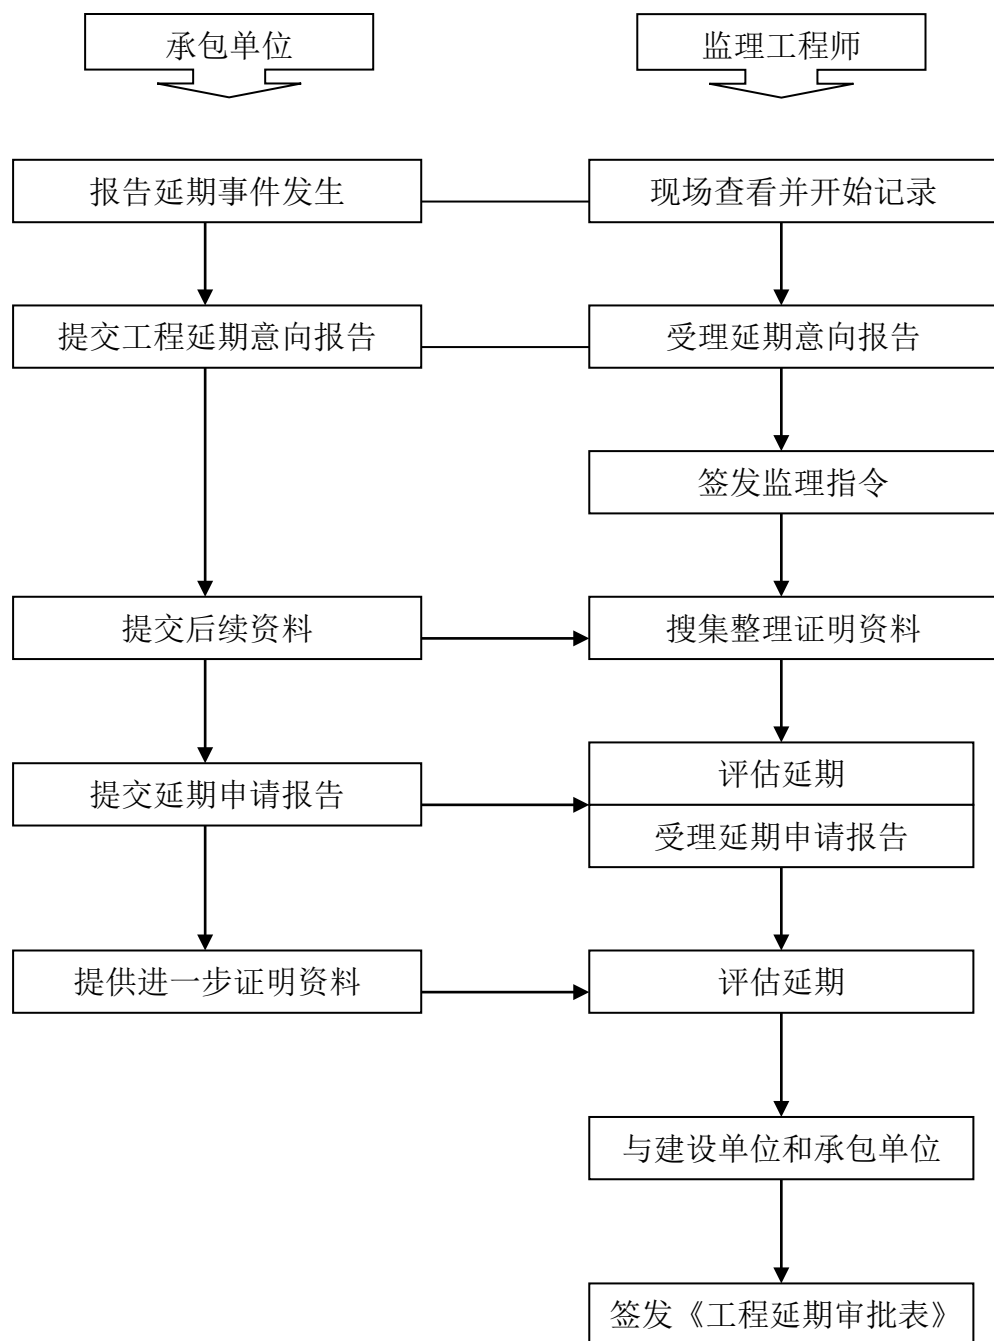 承包单位
监理工程师
报告延期事件发生
现场查看并开始记录
提交工程延期意向报告
受理延期意向报告
签发监理指令
提交后续资料
搜集整理证明资料
评估延期
提交延期申请报告
受理延期申请报告
提供进一步证明资料
评估延期
与建设单位和承包单位
签发《工程延期审批表》